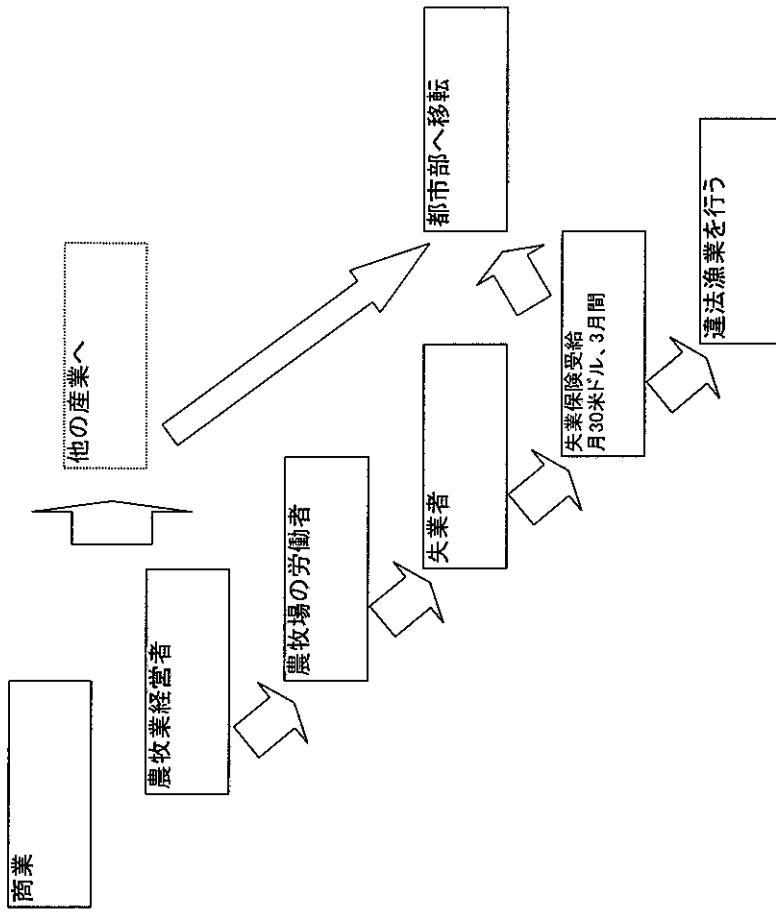 商業
農牧業経営者
他の産業へ
農牧場の労働者
失業者
都市部へ移転
失業保険受給
月30米ドル、3月間
違法漁業を行う